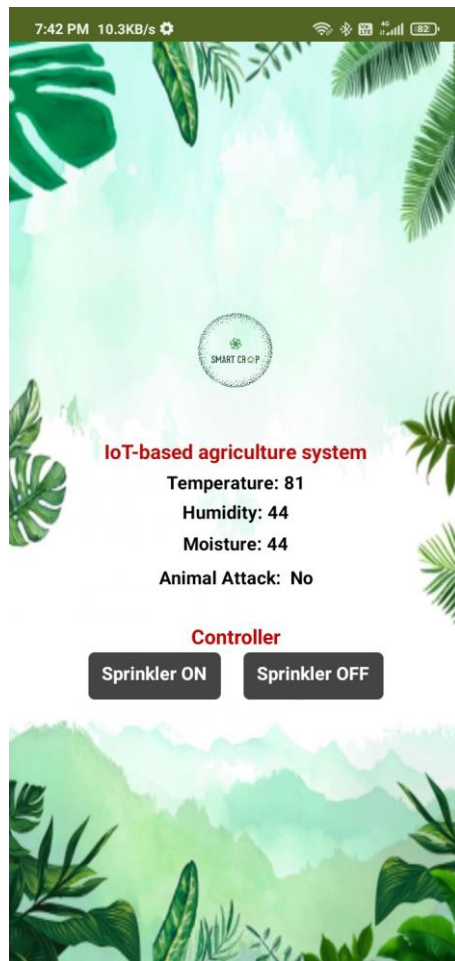 7:42 PM 10.3KB/s 4G 82
SMART CROP
IoT-based agriculture system
Temperature: 81
Humidity: 44
Moisture: 44
Animal Attack: No
Controller
Sprinkler ON Sprinkler OFF